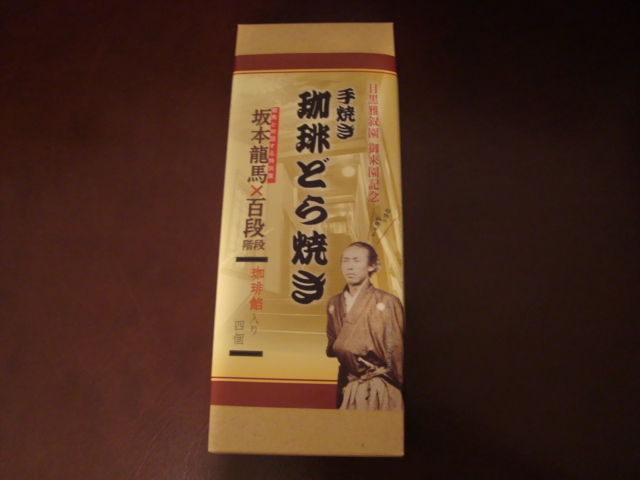 目黒雅叙園 御来園記念
手焼き
珈琲どら焼き
坂本龍馬×百段階段
珈琲餡入り
四個